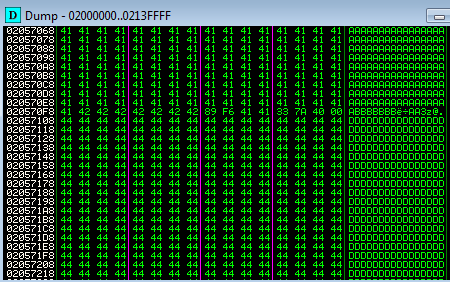 D Dump - 02000000..0213FFFF
02057068 41 41 41 41 41 41 41 41 41 41 41 41 41 41 41 41 AAAAAAAAAAAAAAAA
02057078 41 41 41 41 41 41 41 41 41 41 41 41 41 41 41 41 AAAAAAAAAAAAAAAA
02057088 41 41 41 41 41 41 41 41 41 41 41 41 41 41 41 41 AAAAAAAAAAAAAAAA
02057098 41 41 41 41 41 41 41 41 41 41 41 41 41 41 41 41 AAAAAAAAAAAAAAAA
020570A8 41 41 41 41 41 41 41 41 41 41 41 41 41 41 41 41 AAAAAAAAAAAAAAAA
020570B8 41 41 41 41 41 41 41 41 41 41 41 41 41 41 41 41 AAAAAAAAAAAAAAAA
020570C8 41 41 41 41 41 41 41 41 41 41 41 41 41 41 41 41 AAAAAAAAAAAAAAAA
020570D8 41 41 41 41 41 41 41 41 41 41 41 41 41 41 41 41 AAAAAAAAAAAAAAAA
020570E8 41 41 41 41 41 41 41 41 41 41 41 41 41 41 41 41 AAAAAAAAAAAAAAAA
020570F8 41 42 42 42 42 42 42 42 89 F6 41 41 33 7A 40 00 ABBBBBBBë÷AA3z@.
02057108 44 44 44 44 44 44 44 44 44 44 44 44 44 44 44 44 DDDDDDDDDDDDDDDD
02057118 44 44 44 44 44 44 44 44 44 44 44 44 44 44 44 44 DDDDDDDDDDDDDDDD
02057128 44 44 44 44 44 44 44 44 44 44 44 44 44 44 44 44 DDDDDDDDDDDDDDDD
02057138 44 44 44 44 44 44 44 44 44 44 44 44 44 44 44 44 DDDDDDDDDDDDDDDD
02057148 44 44 44 44 44 44 44 44 44 44 44 44 44 44 44 44 DDDDDDDDDDDDDDDD
02057158 44 44 44 44 44 44 44 44 44 44 44 44 44 44 44 44 DDDDDDDDDDDDDDDD
02057168 44 44 44 44 44 44 44 44 44 44 44 44 44 44 44 44 DDDDDDDDDDDDDDDD
02057178 44 44 44 44 44 44 44 44 44 44 44 44 44 44 44 44 DDDDDDDDDDDDDDDD
02057188 44 44 44 44 44 44 44 44 44 44 44 44 44 44 44 44 DDDDDDDDDDDDDDDD
02057198 44 44 44 44 44 44 44 44 44 44 44 44 44 44 44 44 DDDDDDDDDDDDDDDD
020571A8 44 44 44 44 44 44 44 44 44 44 44 44 44 44 44 44 DDDDDDDDDDDDDDDD
020571B8 44 44 44 44 44 44 44 44 44 44 44 44 44 44 44 44 DDDDDDDDDDDDDDDD
020571C8 44 44 44 44 44 44 44 44 44 44 44 44 44 44 44 44 DDDDDDDDDDDDDDDD
020571D8 44 44 44 44 44 44 44 44 44 44 44 44 44 44 44 44 DDDDDDDDDDDDDDDD
020571E8 44 44 44 44 44 44 44 44 44 44 44 44 44 44 44 44 DDDDDDDDDDDDDDDD
020571F8 44 44 44 44 44 44 44 44 44 44 44 44 44 44 44 44 DDDDDDDDDDDDDDDD
02057208 44 44 44 44 44 44 44 44 44 44 44 44 44 44 44 44 DDDDDDDDDDDDDDDD
02057218 44 44 44 44 44 44 44 44 44 44 44 44 44 44 44 44 DDDDDDDDDDDDDDDD